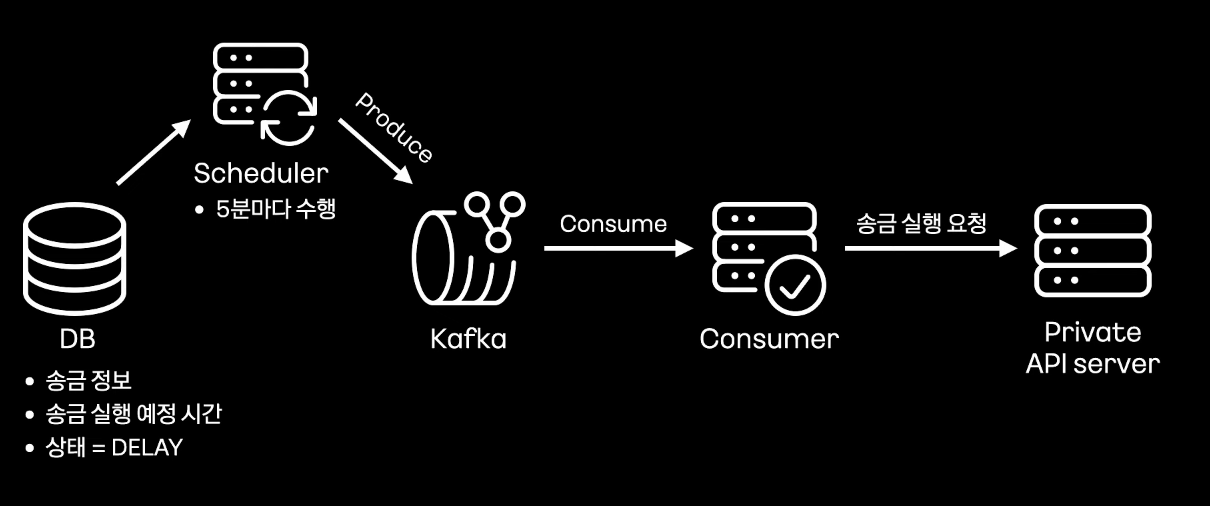 Produce
Scheduler
• 5분마다 수행
Consume
송금 실행 요청
DB
Kafka
Consumer
Private
API server
• 송금 정보
• 송금 실행 예정 시간
• 상태 = DELAY